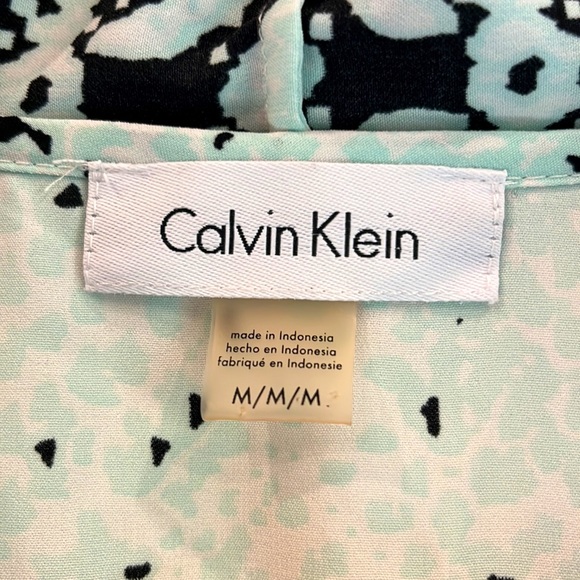 Calvin Klein
made in Indonesia
hecho en Indonesia
fabriqué en Indonesie
M/M/M